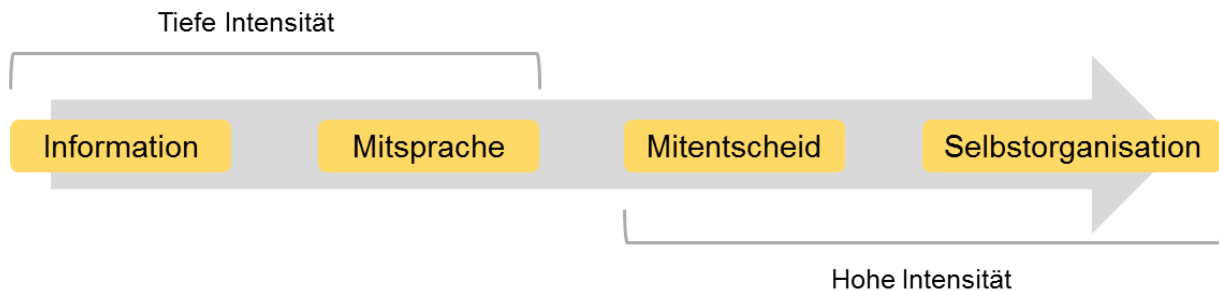 Tiefe Intensität
Information
Mitsprache
Mitentscheid
Selbstorganisation
Hohe Intensität